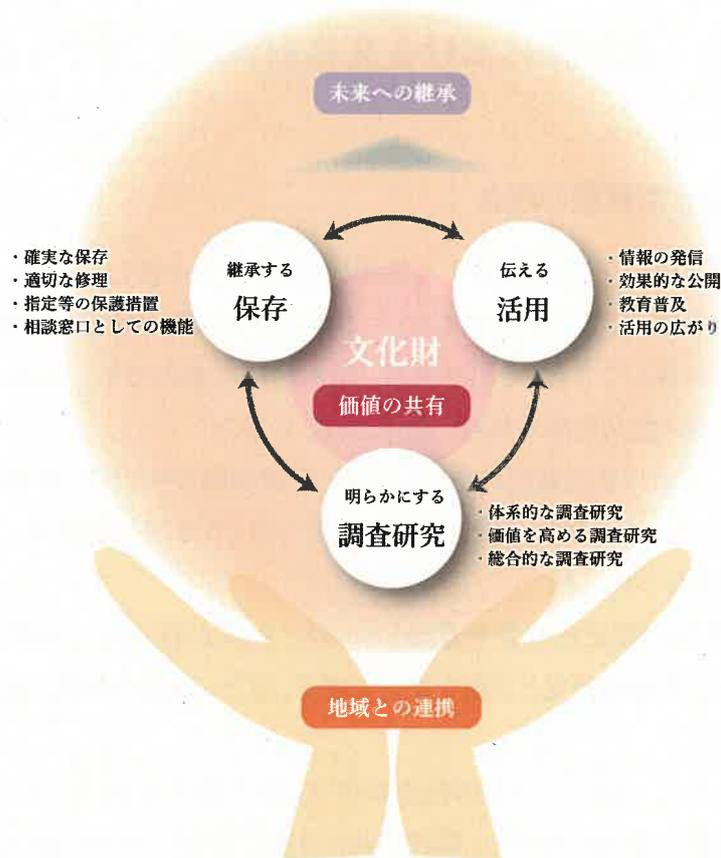 未来への継承
継承する
保存
・確実な保存
・適切な修理
・指定等の保護措置
・相談窓口としての機能
伝える
活用
・情報の発信
・効果的な公開
・教育普及
・活用の広がり
文化財
価値の共有
明らかにする
調査研究
・体系的な調査研究
・価値を高める調査研究
・総合的な調査研究
地域との連携